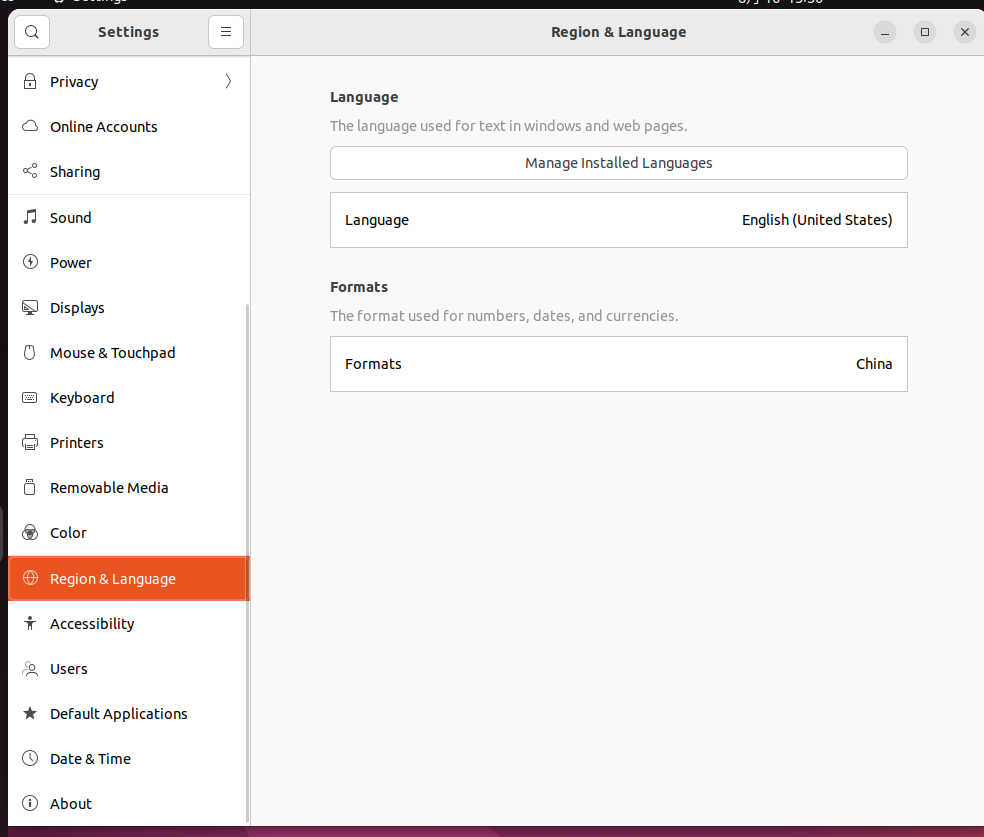 Settings
Region & Language
Privacy
Online Accounts
Sharing
Sound
Power
Displays
Mouse & Touchpad
Keyboard
Printers
Removable Media
Color
Region & Language
Accessibility
Users
Default Applications
Date & Time
About
Language
The language used for text in windows and web pages.
Manage Installed Languages
Language English (United States)
Formats
The format used for numbers, dates, and currencies.
Formats China